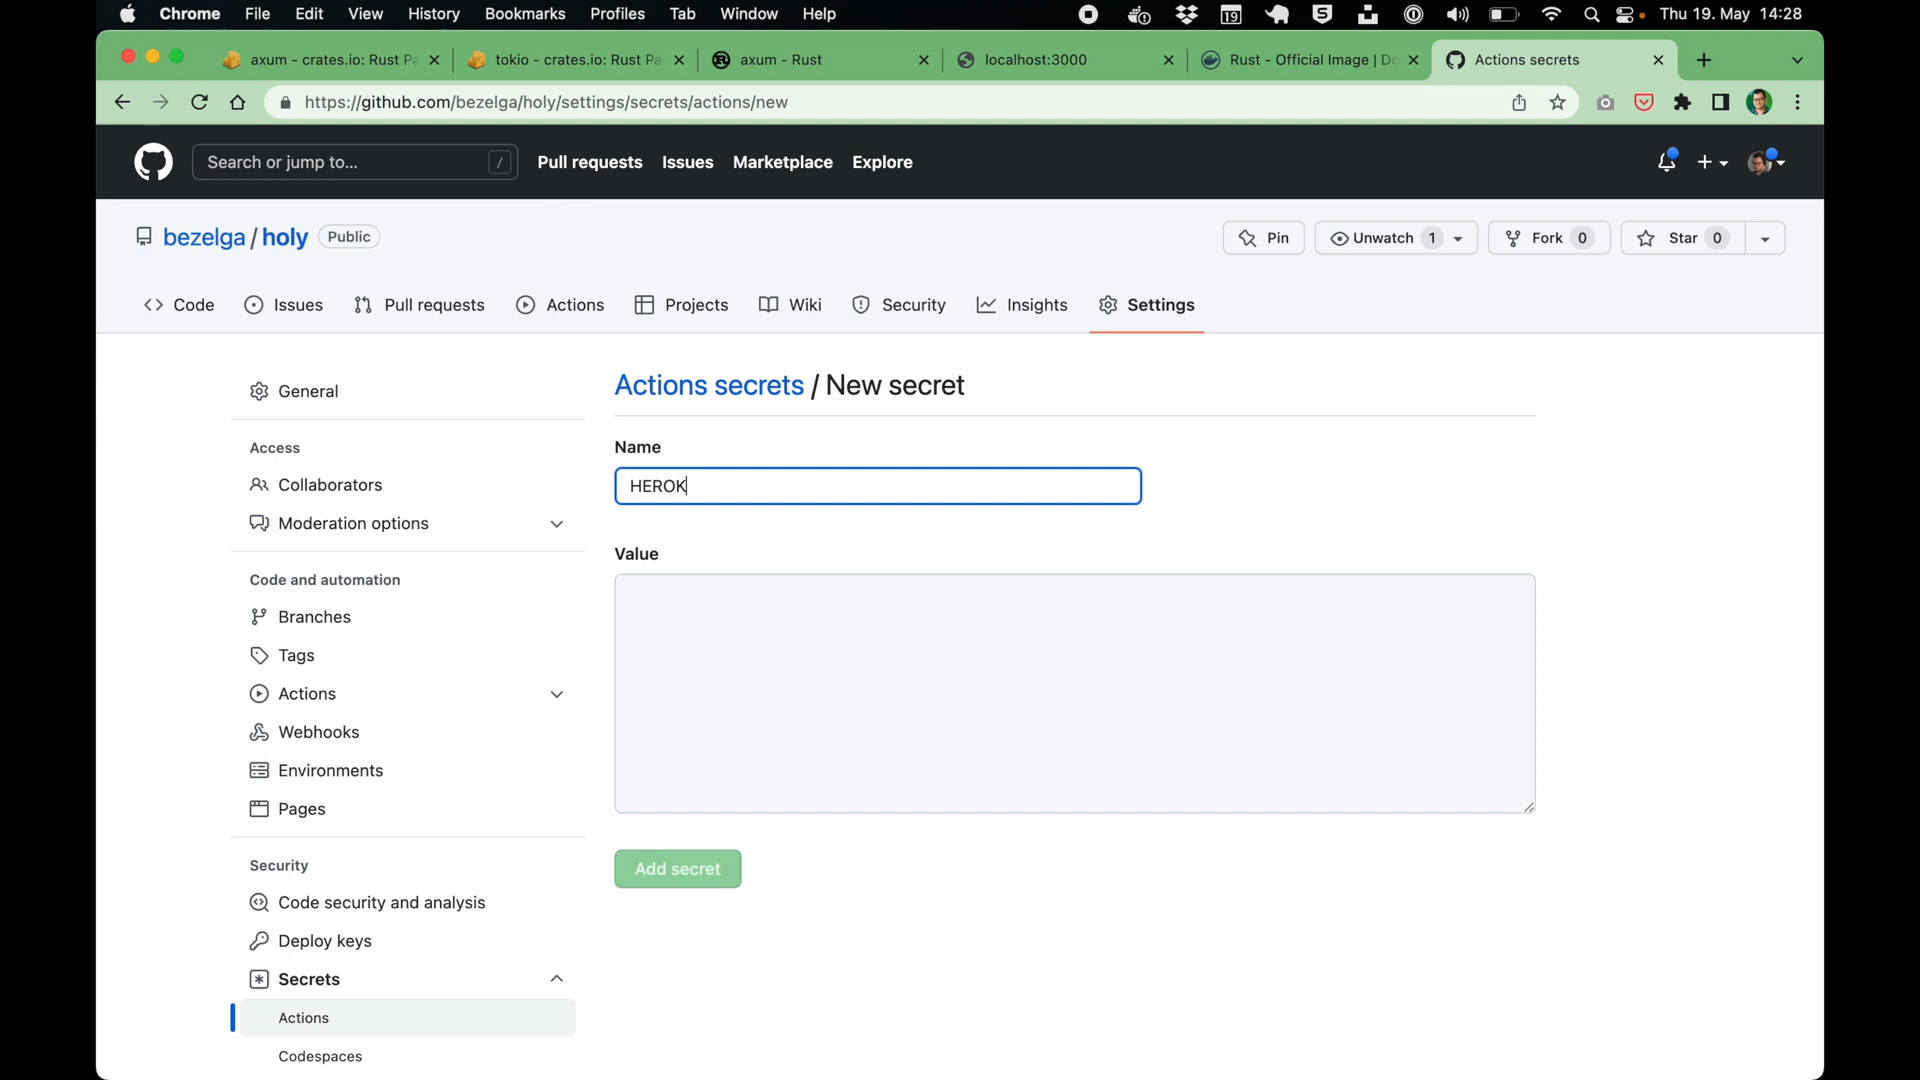 Chrome File Edit View History Bookmarks Profiles Tab Window Help 19 Thu 19. May 14:28
axum - crates.io: Rust Pa tokio - crates.io: Rust Pa axum - Rust localhost:3000 Rust - Official Image | Do Actions secrets
https://github.com/bezelga/holy/settings/secrets/actions/new
Search or jump to... / Pull requests Issues Marketplace Explore
bezelga / holy Public Pin Unwatch 1 Fork 0 Star 0
Code Issues Pull requests Actions Projects Wiki Security Insights Settings
General
Access
Collaborators
Moderation options
Code and automation
Branches
Tags
Actions
Webhooks
Environments
Pages
Security
Code security and analysis
Deploy keys
Secrets
Actions
Codespaces
Actions secrets / New secret
Name
HEROK
Value
Add secret